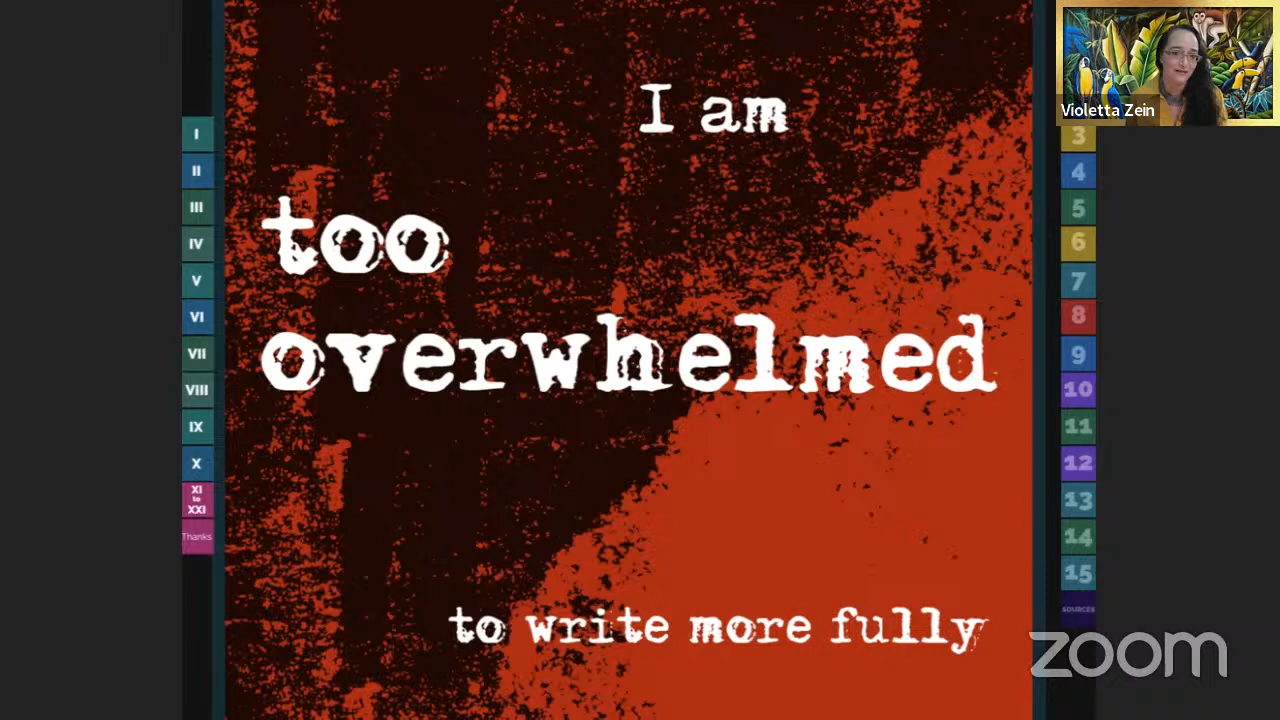 I am
too
overwhelmed
to write more fully
I
II
III
IV
V
VI
VII
VIII
IX
X
XI
to
XXI
Thanks
Violetta Zein
3
4
5
6
7
8
9
10
11
12
13
14
15
SOURCES
zoom